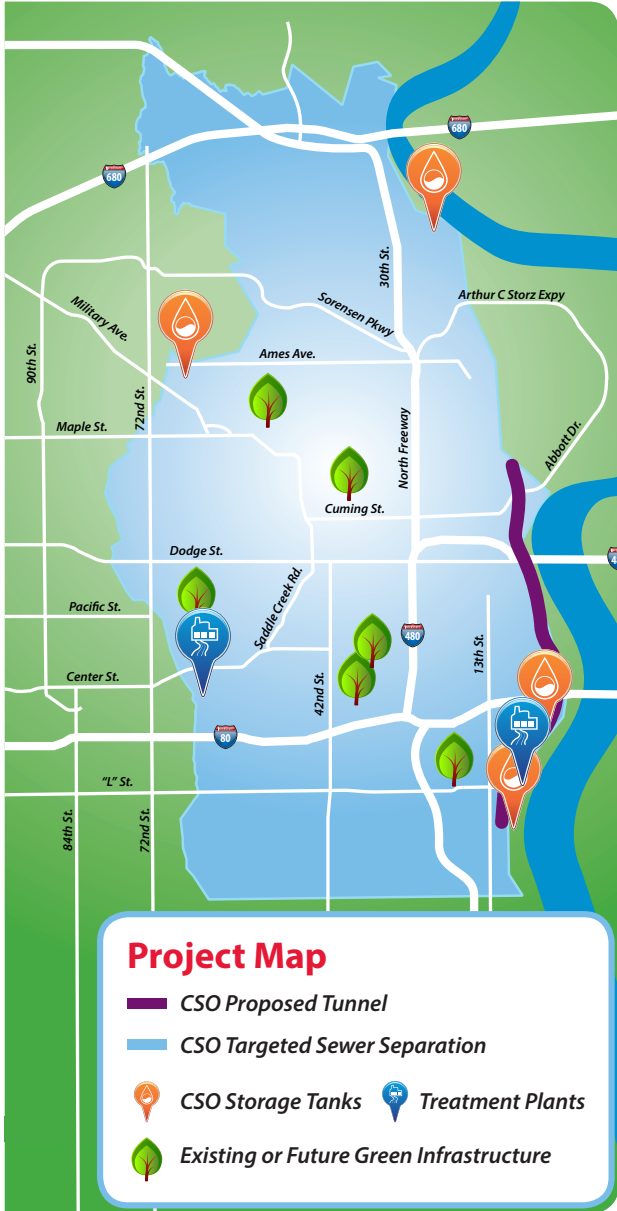 680
680
30th St.
Arthur C Storz Expy
Sorensen Pkwy
Military Ave.
90th St.
Ames Ave.
72nd St.
Maple St.
North Freeway
Abbott Dr.
Cuming St.
Dodge St.
4
Saddle Creek Rd.
Pacific St.
480
13th St.
Center St.
42nd St.
80
"L" St.
84th St.
72nd St.
Project Map
CSO Proposed Tunnel
CSO Targeted Sewer Separation
CSO Storage Tanks
Treatment Plants
Existing or Future Green Infrastructure